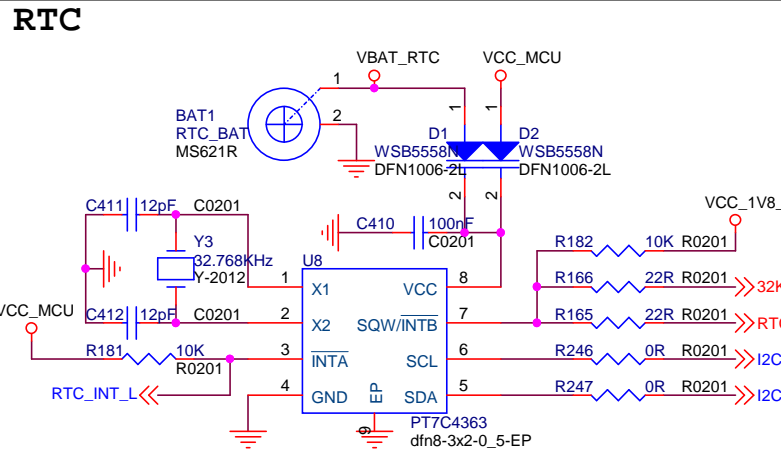 RTC
VBAT_RTC
VCC_MCU
1
2
BAT1
RTC_BAT
MS621R
1
1
D1
WSB5558N
DFN1006-2L
D2
WSB5558N
DFN1006-2L
2
2
C411
12pF
C0201
C410
100nF
C0201
VCC_1V8_
R182
10K
R0201
Y3
32.768KHz
Y-2012
U8
R166
22R
R0201
32K
1
X1
VCC
8
VCC_MCU
C412
12pF
C0201
2
X2
SQW/INTB
7
R165
22R
R0201
RTC
R181
10K
R0201
3
INTA
SCL
6
R246
0R
R0201
I2C
RTC_INT_L
4
GND
EP
SDA
5
R247
0R
R0201
I2C
9
PT7C4363
dfn8-3x2-0_5-EP